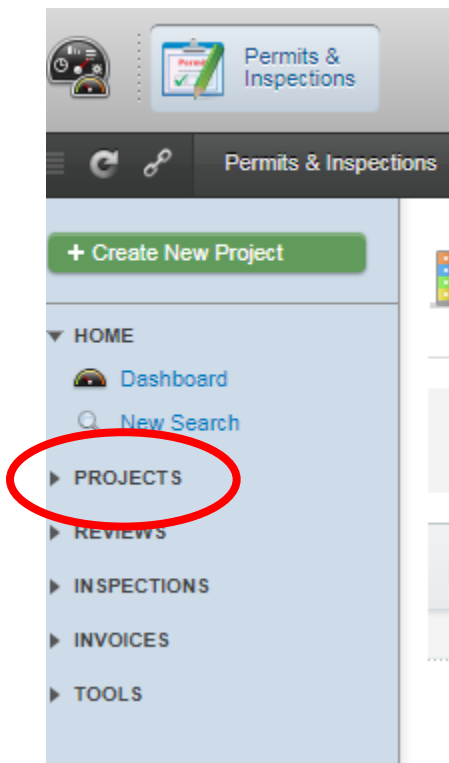 Permit
Permits &
Inspections
Permits & Inspections
+ Create New Project
HOME
Dashboard
New Search
PROJECTS
REVIEWS
INSPECTIONS
INVOICES
TOOLS